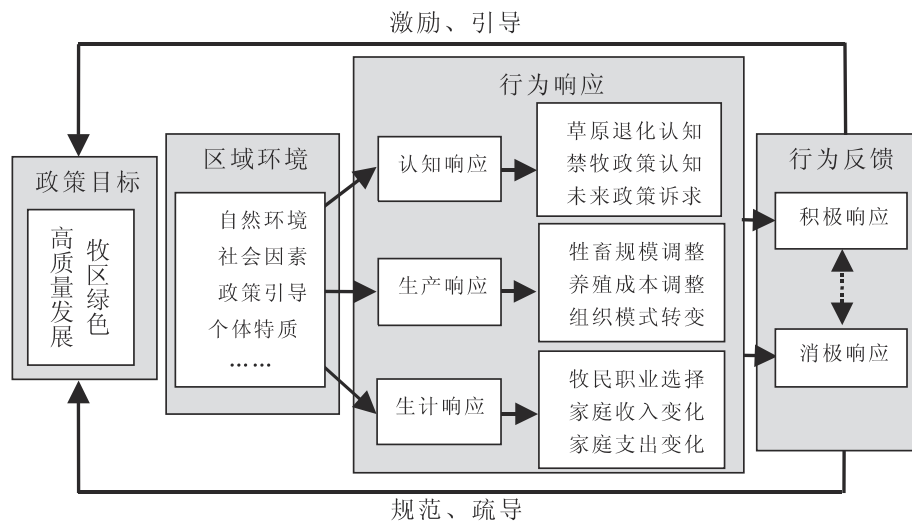 激励、引导
政策目标
牧区绿色
高质量发展
区域环境
自然环境
社会因素
政策引导
个体特质
……
行为响应
认知响应
草原退化认知
禁牧政策认知
未来政策诉求
生产响应
牲畜规模调整
养殖成本调整
组织模式转变
生计响应
牧民职业选择
家庭收入变化
家庭支出变化
行为反馈
积极响应
消极响应
规范、疏导